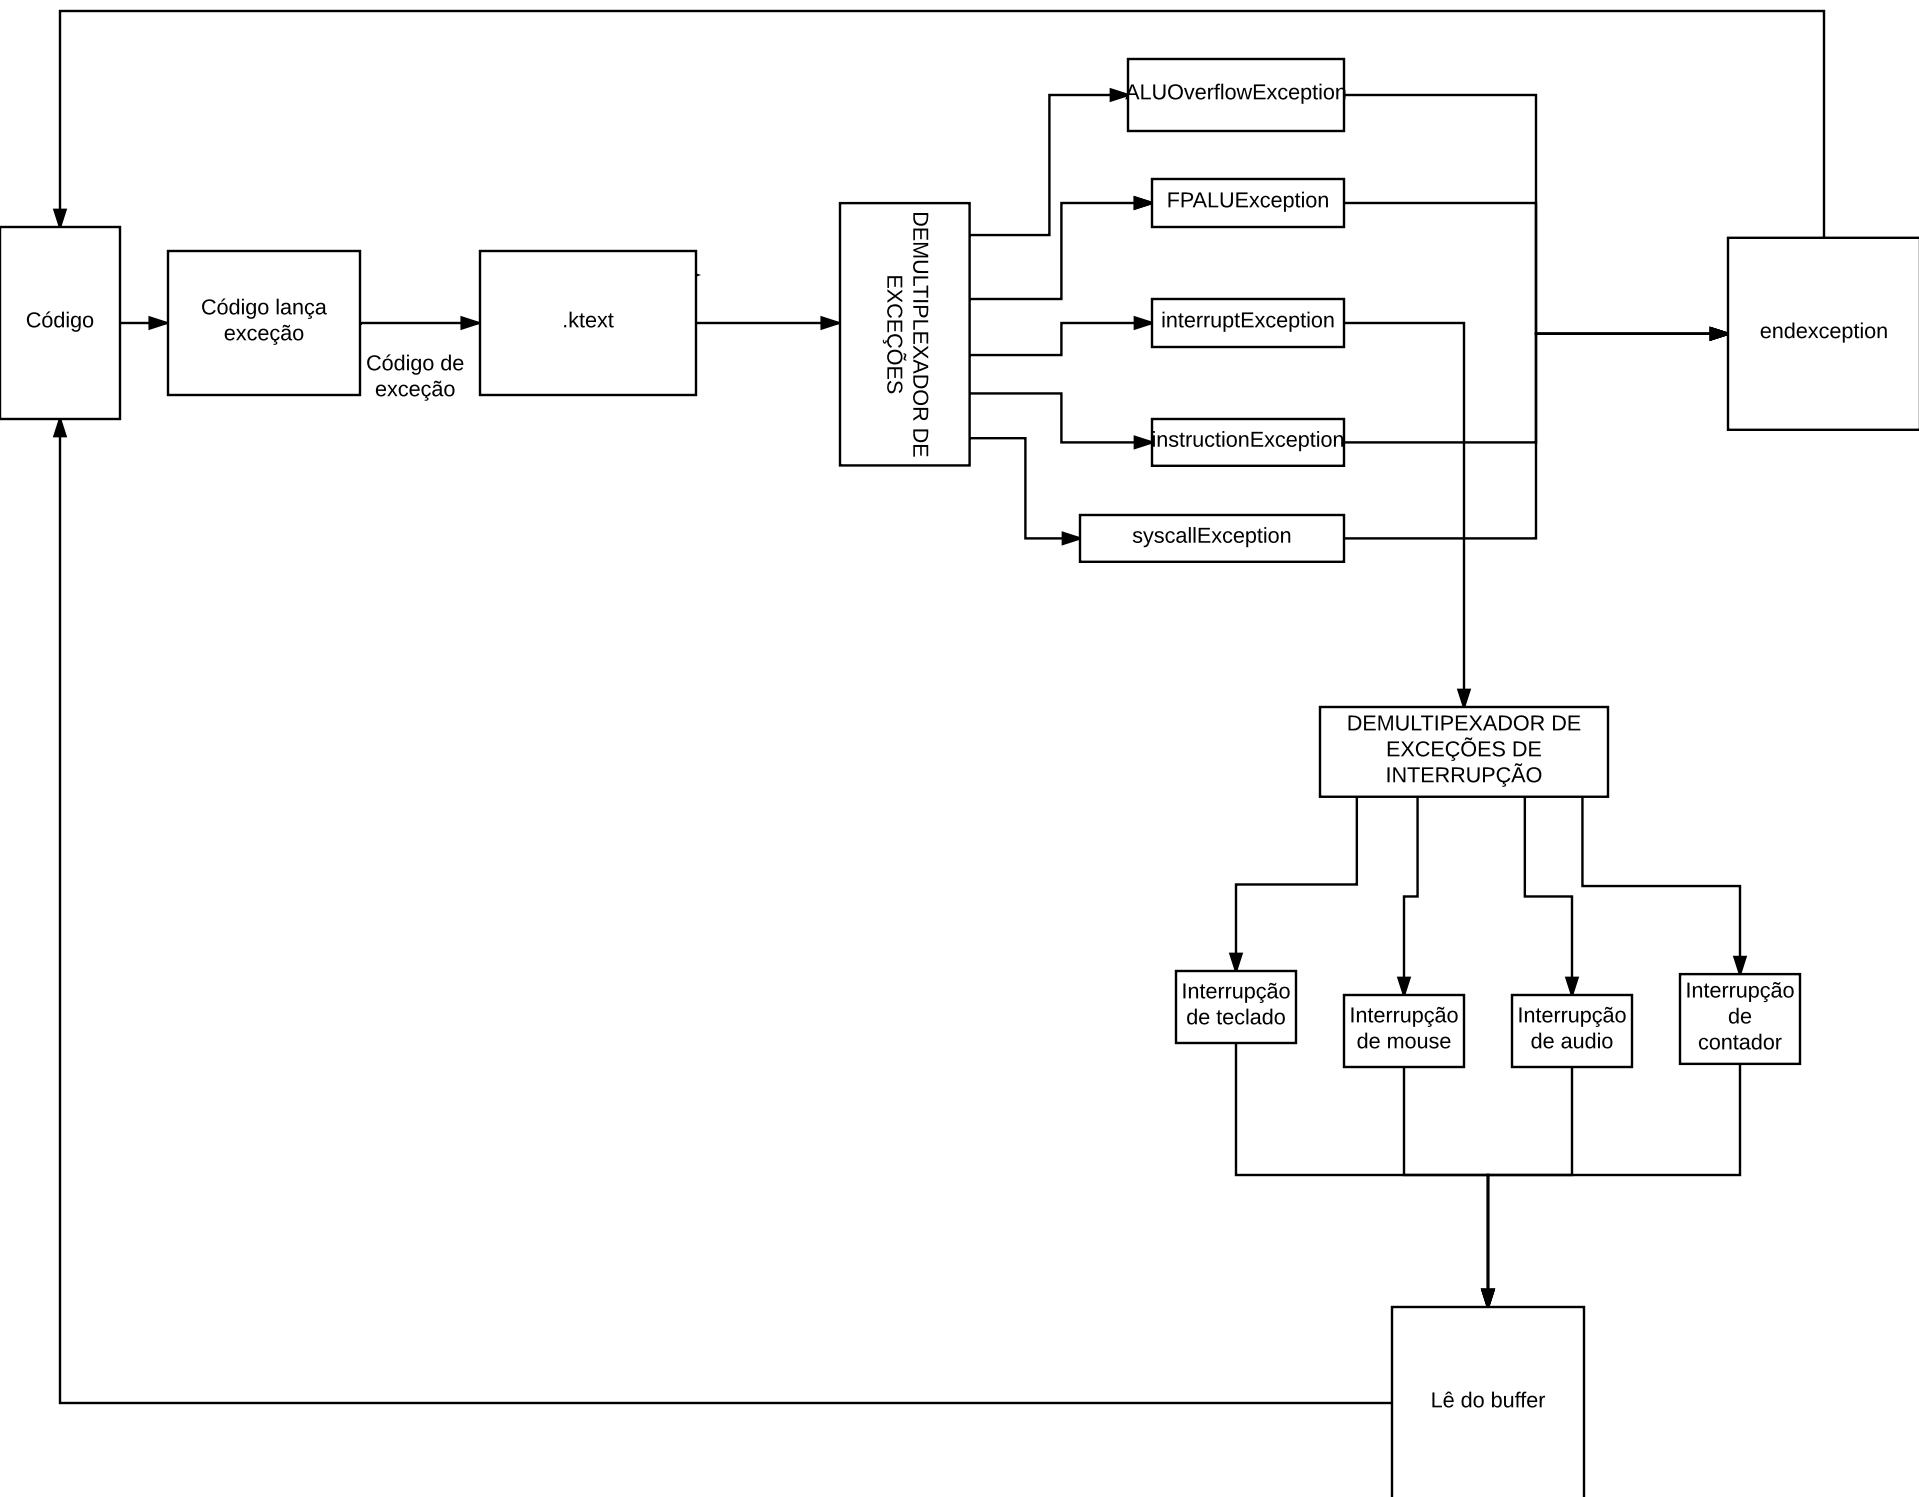 Código
Código lança
exceção
Código de
exceção
.ktext
DEMULTIPLEXADOR DE
EXCEÇÕES
ALUOverflowException
FPALUException
interruptException
instructionException
syscallException
endexception
DEMULTIPEXADOR DE
EXCEÇÕES DE
INTERRUPÇÃO
Interrupção
de teclado
Interrupção
de mouse
Interrupção
de audio
Interrupção
de
contador
Lê do buffer